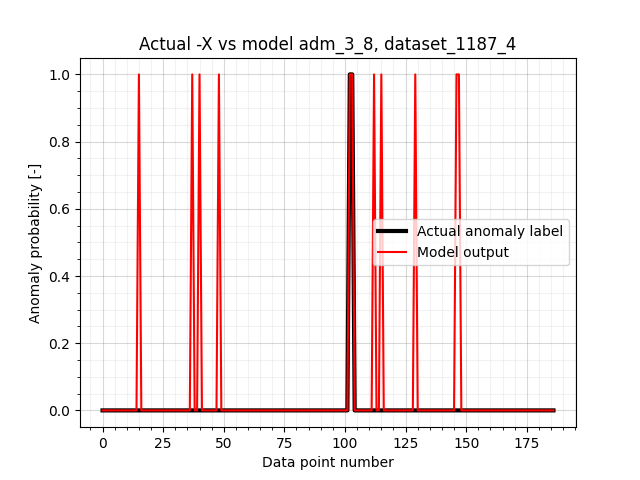 Actual -X vs model adm_3_8, dataset_1187_4
Anomaly probability [-]
1.0
0.8
0.6
0.4
0.2
0.0
Actual anomaly label
Model output
0 25 50 75 100 125 150 175
Data point number